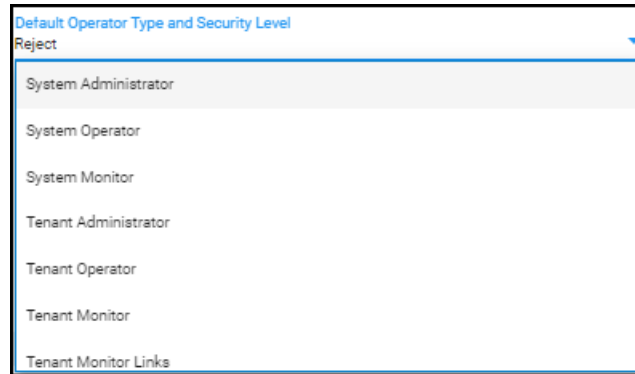 Default Operator Type and Security Level
Reject
System Administrator
System Operator
System Monitor
Tenant Administrator
Tenant Operator
Tenant Monitor
Tenant Monitor Links